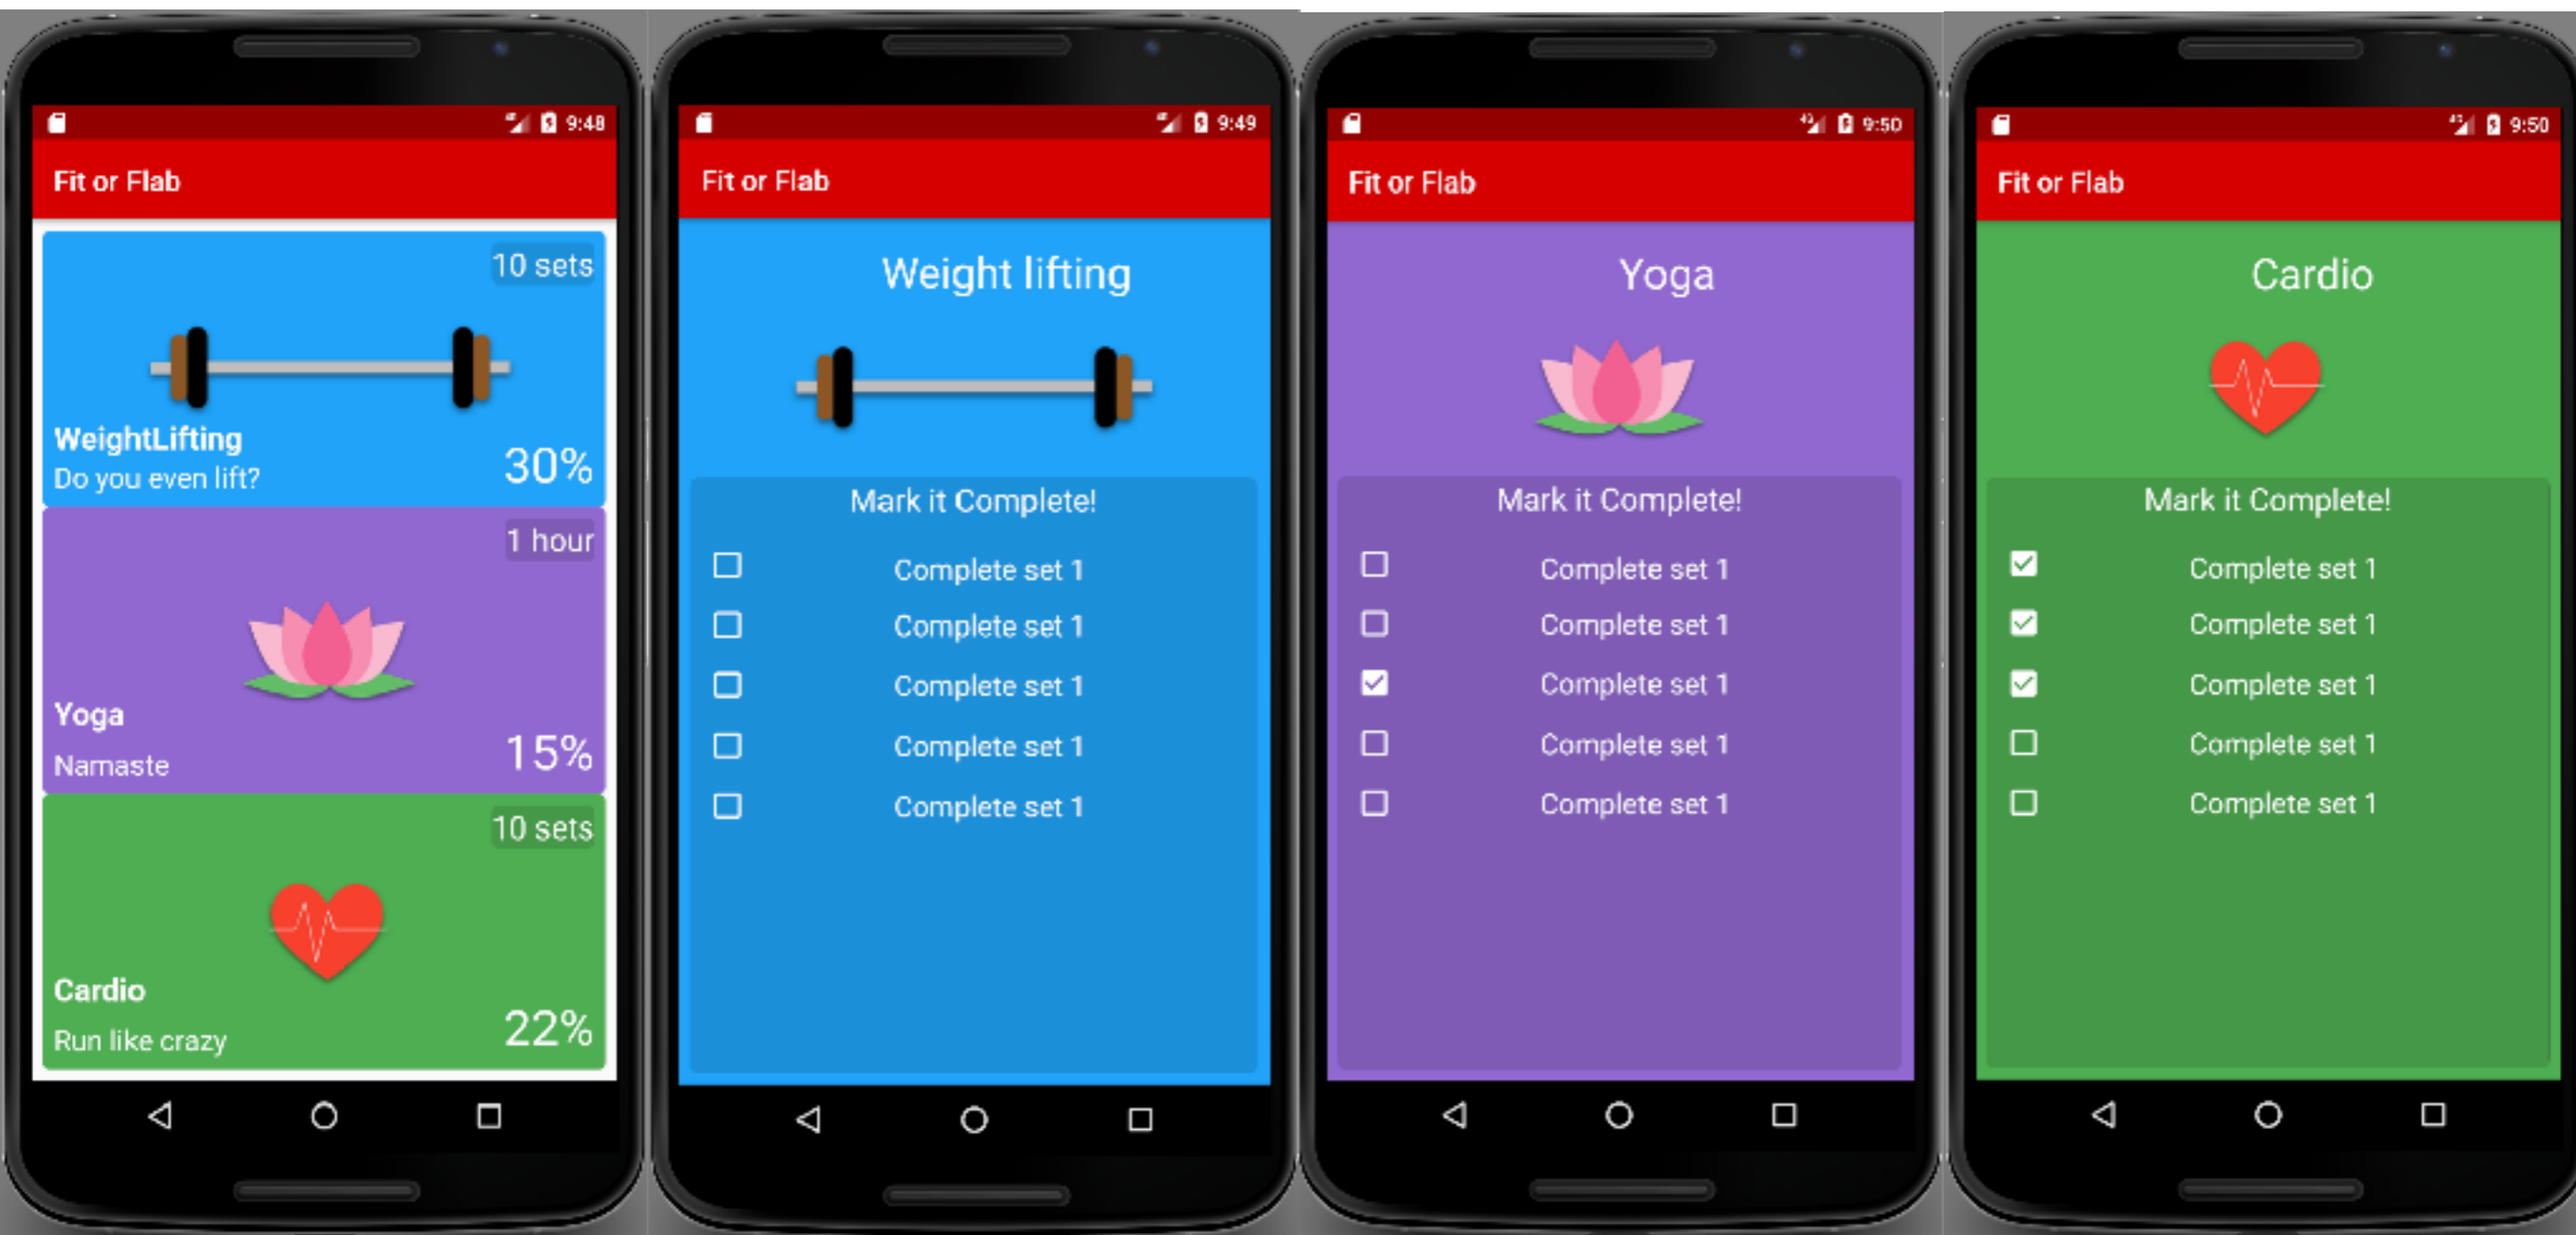 9:48
Fit or Flab
10 sets
WeightLifting
Do you even lift?
30%
1 hour
Yoga
Namaste
15%
10 sets
Cardio
Run like crazy
22%
9:49
Fit or Flab
Weight lifting
Mark it Complete!
Complete set 1
Complete set 1
Complete set 1
Complete set 1
Complete set 1
9:50
Fit or Flab
Yoga
Mark it Complete!
Complete set 1
Complete set 1
Complete set 1
Complete set 1
Complete set 1
9:50
Fit or Flab
Cardio
Mark it Complete!
Complete set 1
Complete set 1
Complete set 1
Complete set 1
Complete set 1